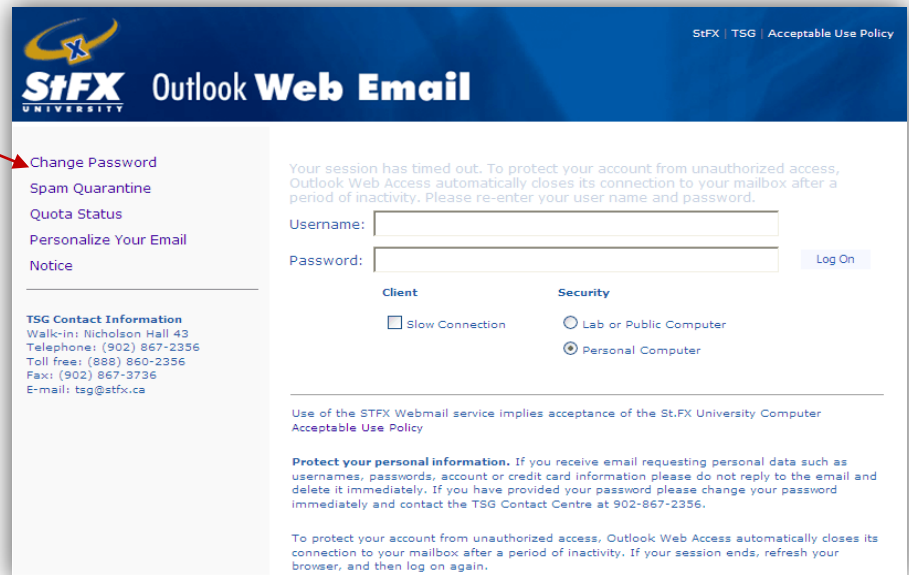 StFX | TSG | Acceptable Use Policy
X
StFX
UNIVERSITY
Outlook Web Email
Change Password
Spam Quarantine
Quota Status
Personalize Your Email
Notice
TSG Contact Information
Walk-in: Nicholson Hall 43
Telephone: (902) 867-2356
Toll free: (888) 860-2356
Fax: (902) 867-3736
E-mail: tsg@stfx.ca
Your session has timed out. To protect your account from unauthorized access,
Outlook Web Access automatically closes its connection to your mailbox after a
period of inactivity. Please re-enter your user name and password.
Username:
Password:
Log On
Client
Security
Slow Connection
Lab or Public Computer
Personal Computer
Use of the STFX Webmail service implies acceptance of the St.FX University Computer
Acceptable Use Policy
Protect your personal information. If you receive email requesting personal data such as
usernames, passwords, account or credit card information please do not reply to the email and
delete it immediately. If you have provided your password please change your password
immediately and contact the TSG Contact Centre at 902-867-2356.
To protect your account from unauthorized access, Outlook Web Access automatically closes its
connection to your mailbox after a period of inactivity. If your session ends, refresh your
browser, and then log on again.